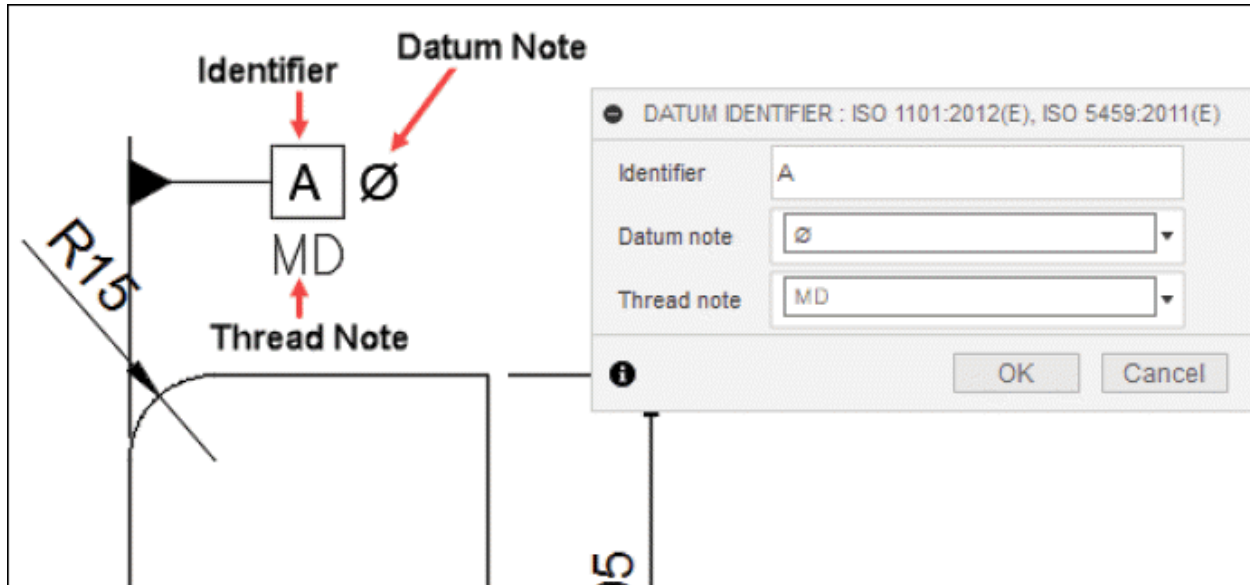 Datum Note
Identifier
A Ø
MD
Thread Note
R15
DATUM IDENTIFIER : ISO 1101:2012(E), ISO 5459:2011(E)
Identifier A
Datum note Ø
Thread note MD
OK Cancel